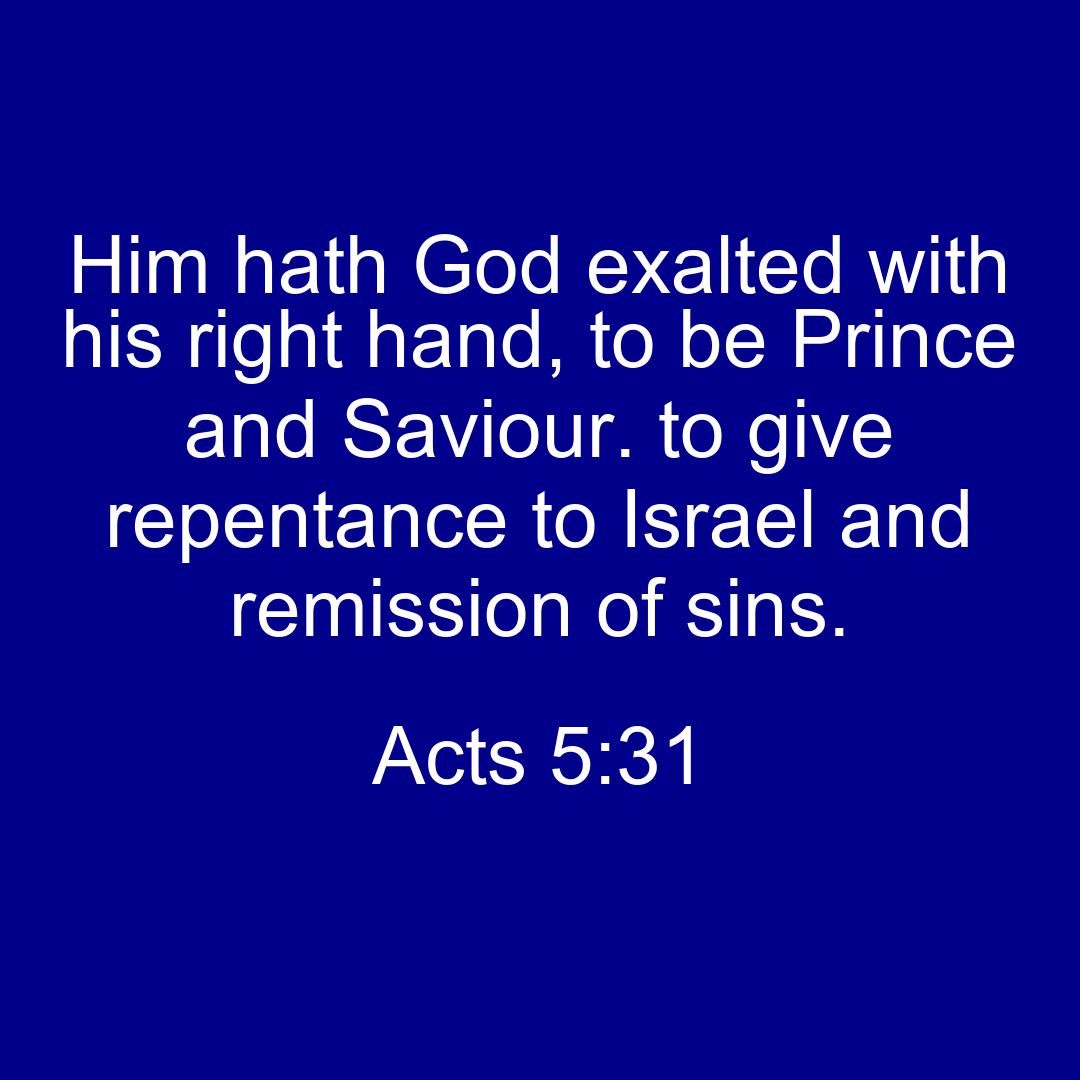 Him hath God exalted with
his right hand, to be Prince
and Saviour. to give
repentance to Israel and
remission of sins.
Acts 5:31